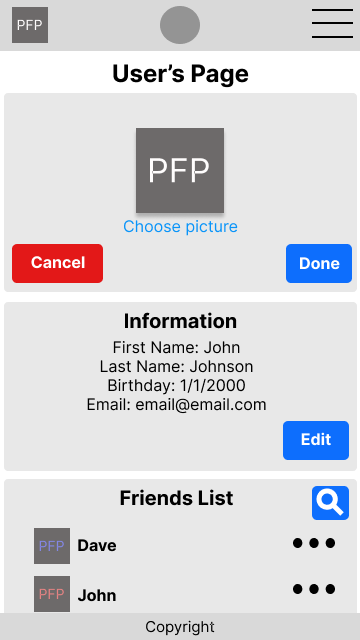 PFP
User’s Page
PFP
Choose picture
Cancel
Done
Information
First Name: John
Last Name: Johnson
Birthday: 1/1/2000
Email: email@email.com
Edit
Friends List
PFP Dave
PFP John
Copyright